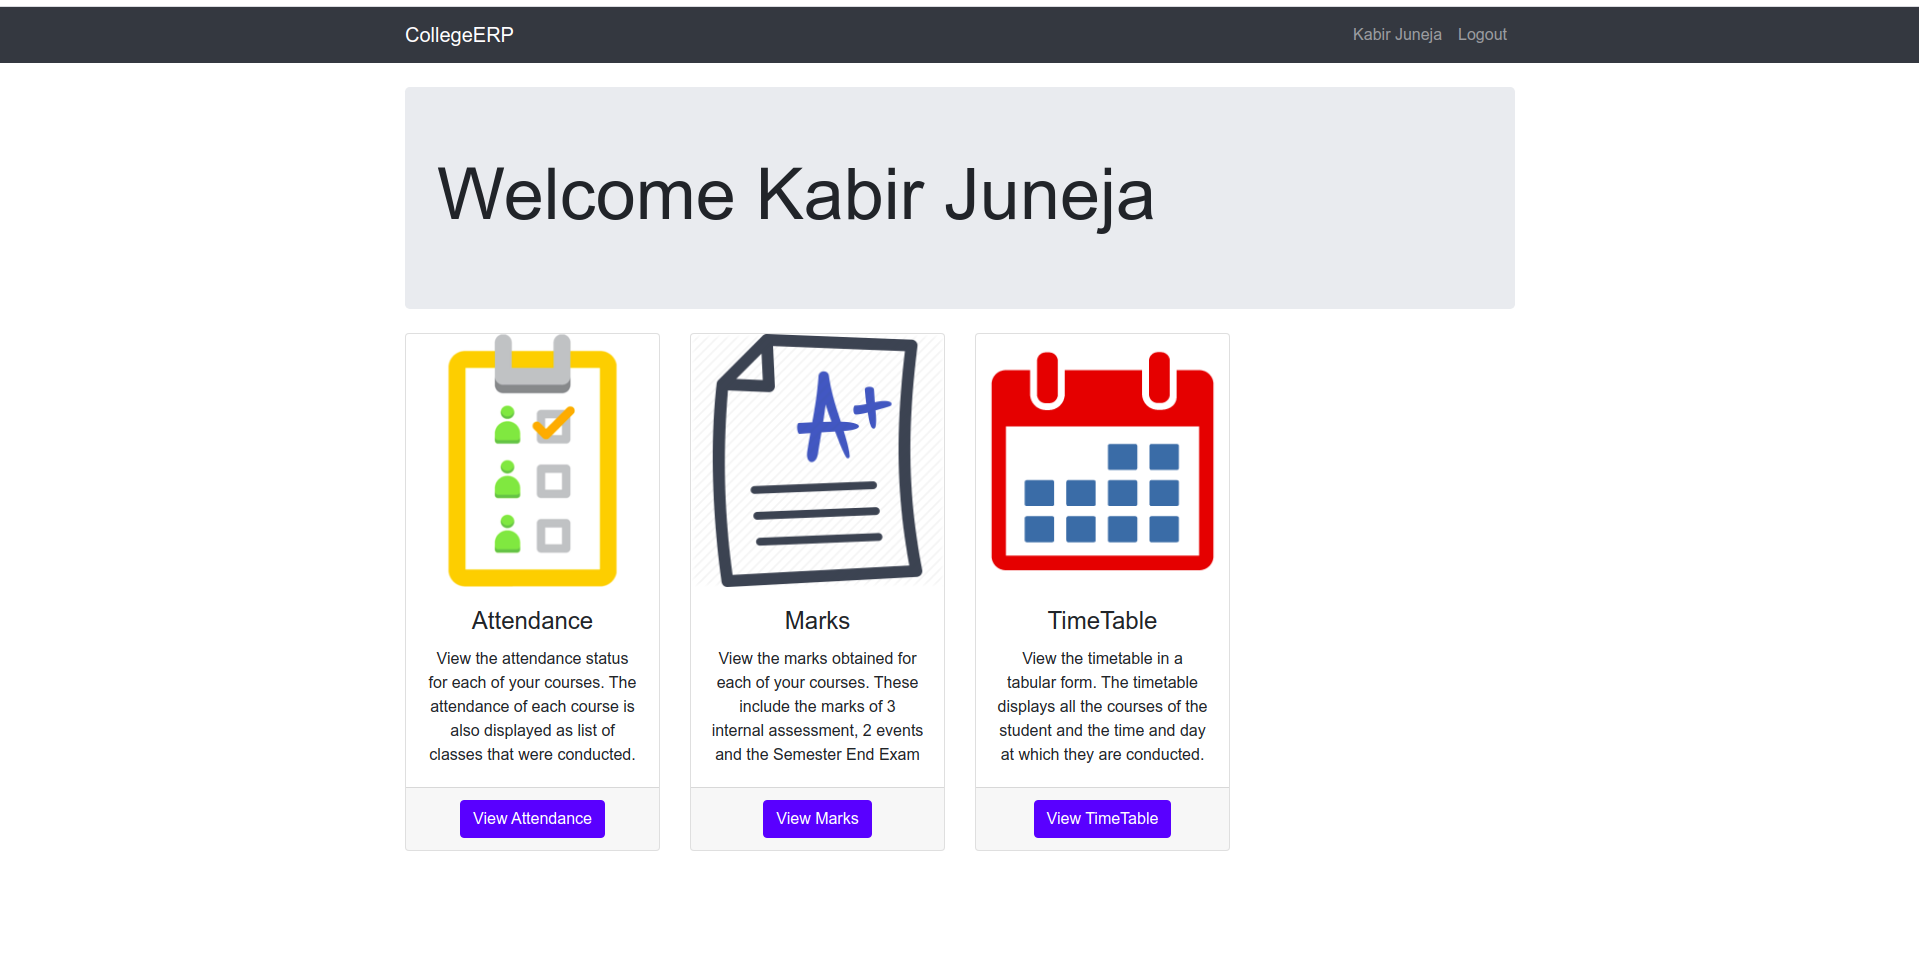 CollegeERP
Kabir Juneja Logout
Welcome Kabir Juneja
A+
Attendance
View the attendance status
for each of your courses. The
attendance of each course is
also displayed as list of
classes that were conducted.
View Attendance
Marks
View the marks obtained for
each of your courses. These
include the marks of 3
internal assessment, 2 events
and the Semester End Exam
View Marks
TimeTable
View the timetable in a
tabular form. The timetable
displays all the courses of the
student and the time and day
at which they are conducted.
View TimeTable